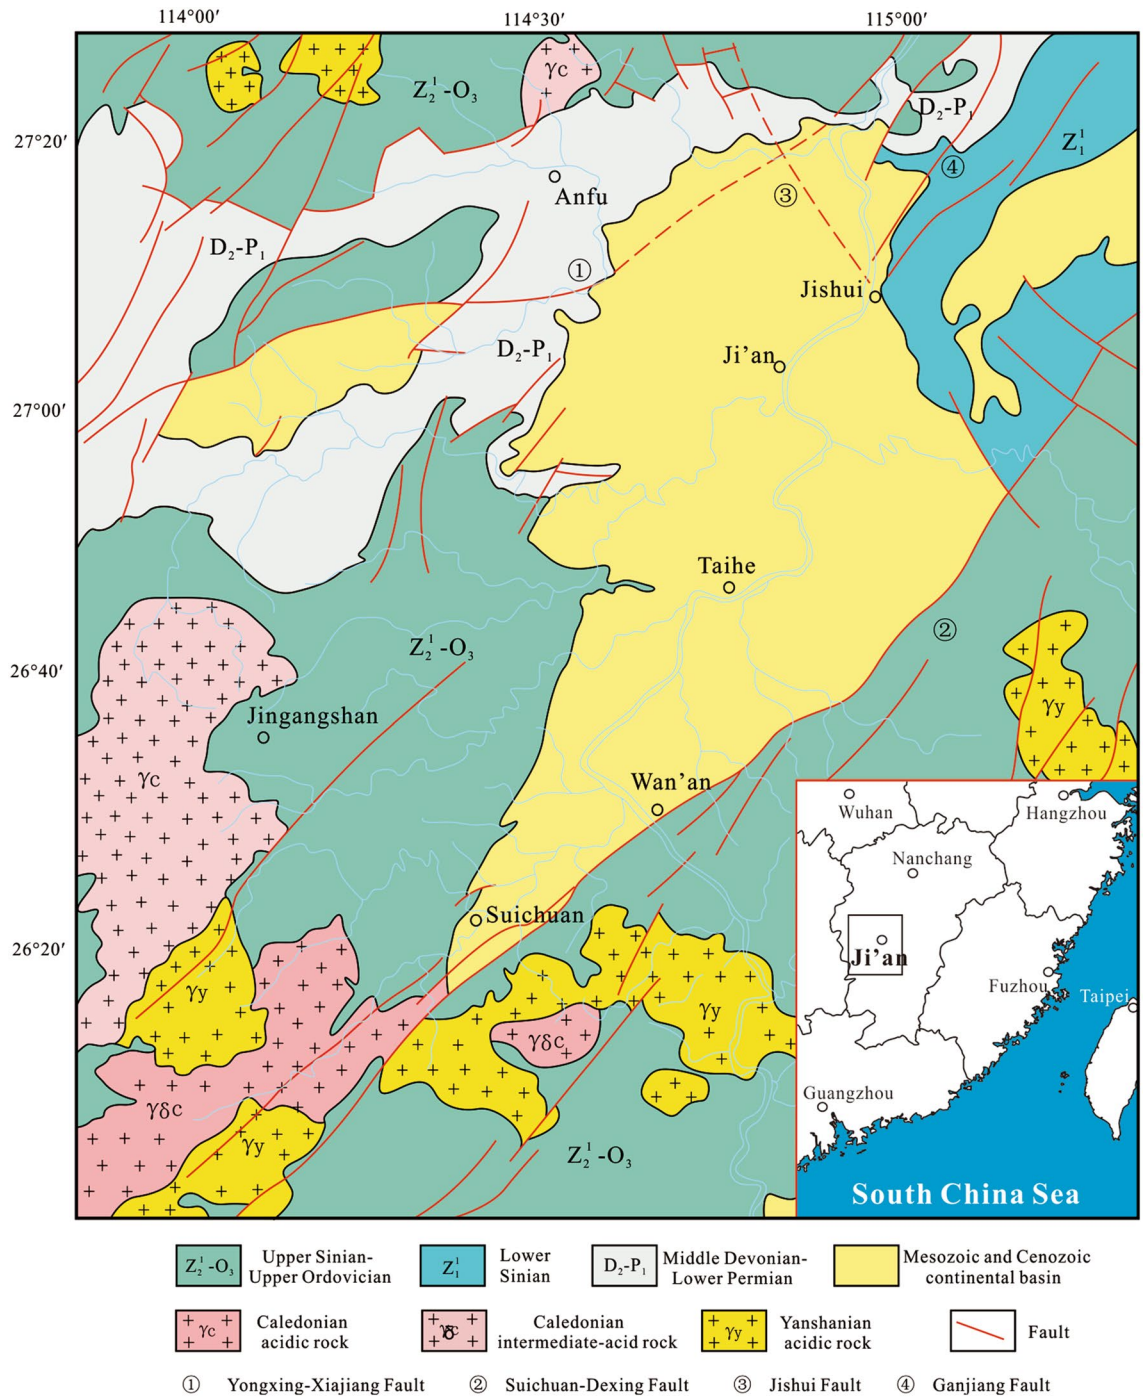 114°00′ 114°30′ 115°00′
γc
Z₂¹-O₃
27°20′
D₂-P₁
Z₁¹
④
Anfu
③
D₂-P₁
①
Jishui
D₂-P₁
Ji’an
27°00′
Taihe
②
Z₂¹-O₃
26°40′
Jingangshan
γy
γc
Wan’an
Wuhan
Hangzhou
Nanchang
Suichuan
26°20′
Ji’an
Fuzhou
Taipei
γy
γy
γδc
γδc
Guangzhou
γy
Z₂¹-O₃
South China Sea
Z₂¹-O₃
Upper Sinian-
Upper Ordovician
Z₁¹
Lower
Sinian
D₂-P₁
Middle Devonian-
Lower Permian
Mesozoic and Cenozoic
continental basin
γc
Caledonian
acidic rock
Caledonian
intermediate-acid rock
γy
Yanshanian
acidic rock
Fault
① Yongxing-Xiajiang Fault ② Suichuan-Dexing Fault ③ Jishui Fault ④ Ganjiang Fault